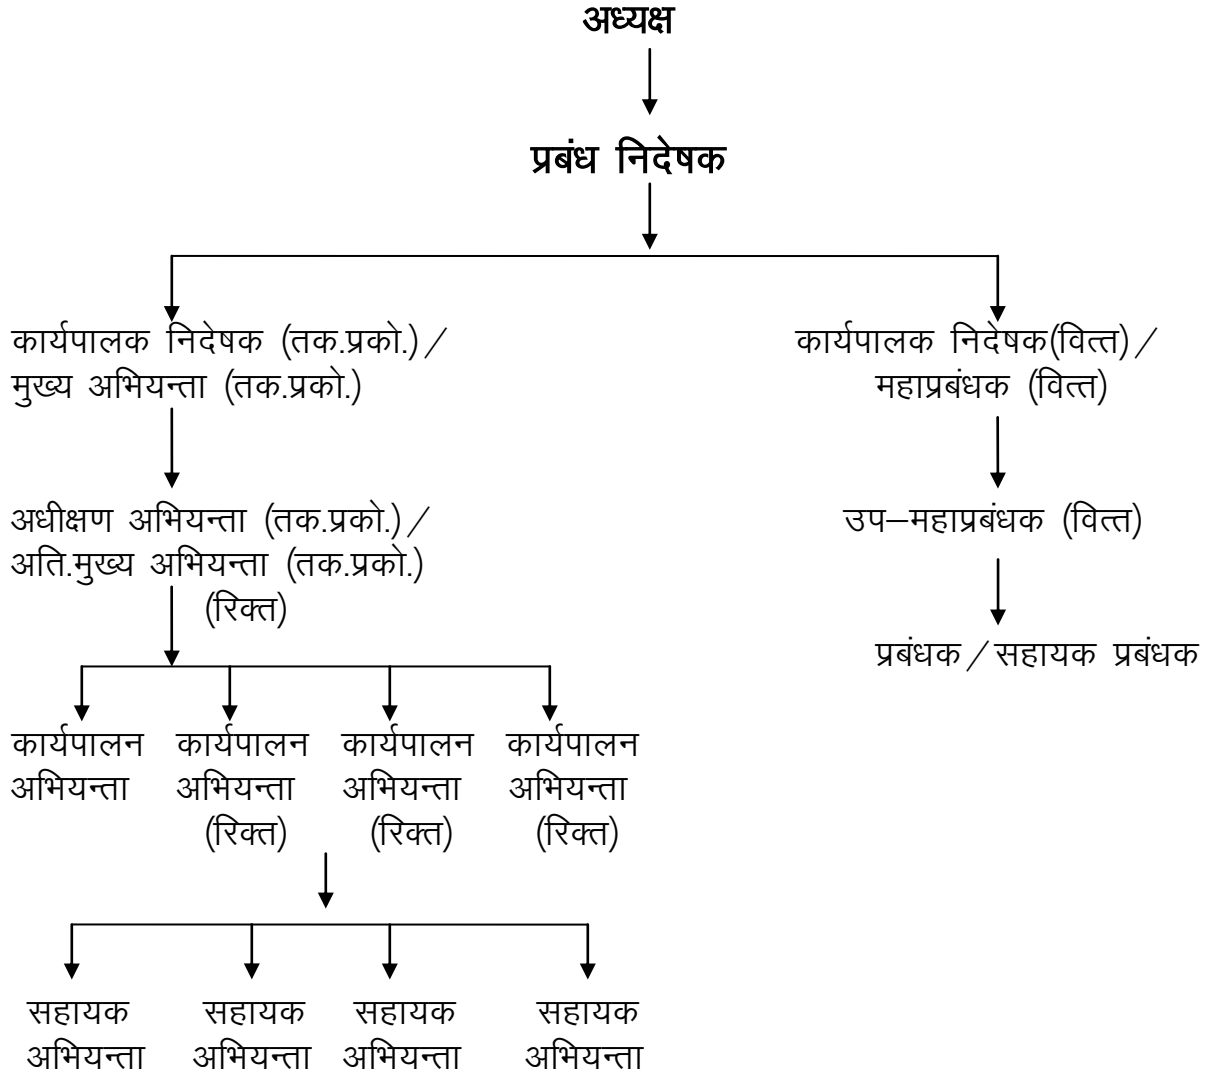 अध्यक्ष
प्रबंध निदेषक
कार्यपालक निदेषक (तक.प्रको.) /
मुख्य अभियन्ता (तक.प्रको.)
कार्यपालक निदेषक(वित्त) /
महाप्रबंधक (वित्त)
अधीक्षण अभियन्ता (तक.प्रको.) /
अति.मुख्य अभियन्ता (तक.प्रको.)
(रिक्त)
उप–महाप्रबंधक (वित्त)
प्रबंधक / सहायक प्रबंधक
कार्यपालन
अभियन्ता
कार्यपालन
अभियन्ता
(रिक्त)
कार्यपालन
अभियन्ता
(रिक्त)
कार्यपालन
अभियन्ता
(रिक्त)
सहायक
अभियन्ता
सहायक
अभियन्ता
सहायक
अभियन्ता
सहायक
अभियन्ता